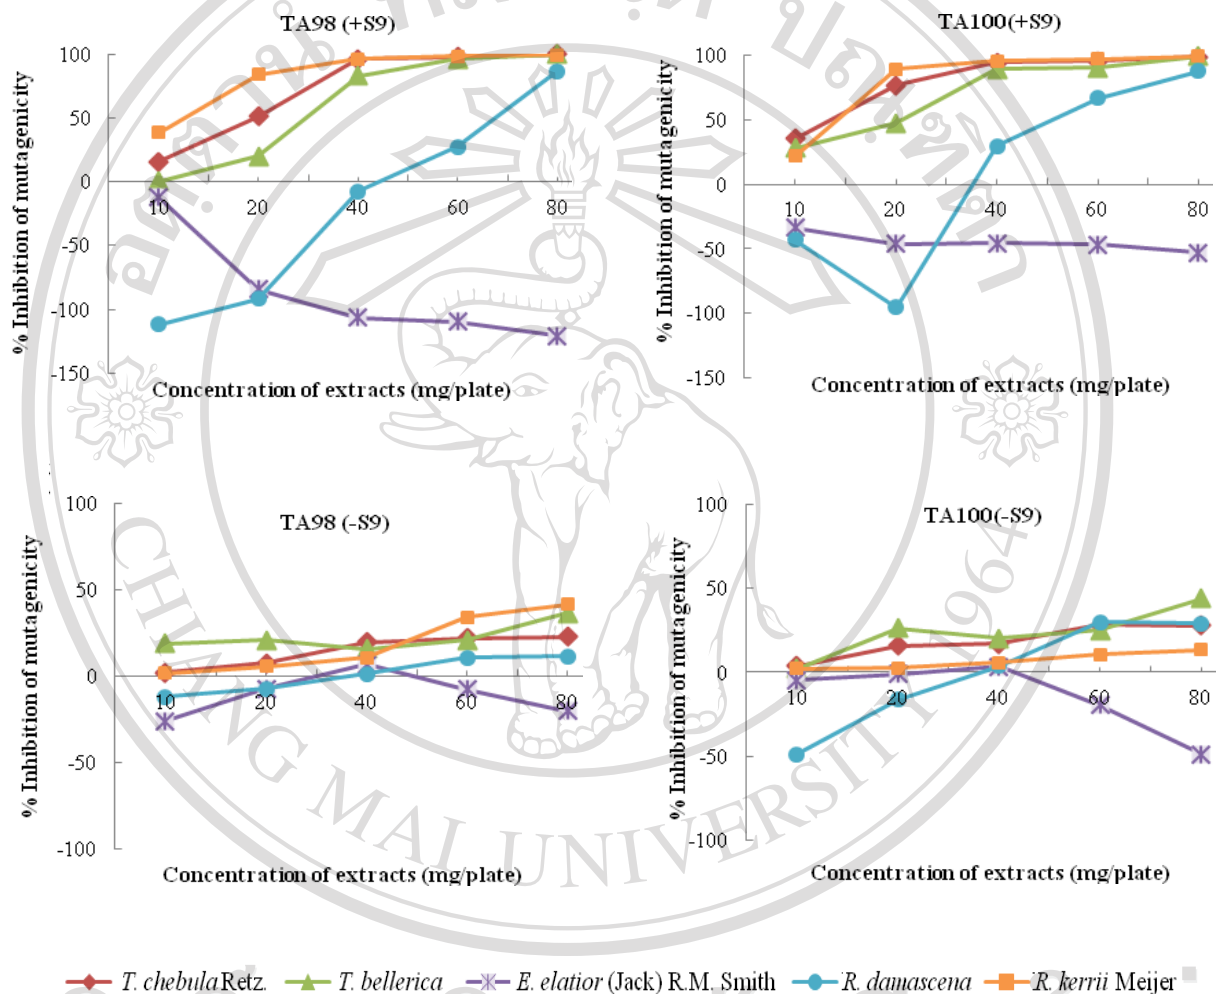 TA98 (+S9)
% Inhibition of mutagenicity
100
50
0
-50
-100
-150
10 20 40 60 80
Concentration of extracts (mg/plate)
TA100(+S9)
% Inhibition of mutagenicity
100
50
0
-50
-100
-150
10 20 40 60 80
Concentration of extracts (mg/plate)
TA98 (-S9)
% Inhibition of mutagenicity
100
50
0
-50
-100
10 20 40 60 80
Concentration of extracts (mg/plate)
TA100(-S9)
% Inhibition of mutagenicity
100
50
0
-50
-100
10 20 40 60 80
Concentration of extracts (mg/plate)
CHIANG MAI UNIVERSITY 1964
T. chebula Retz. T. bellerica E. elatior (Jack) R.M. Smith R. damascena R. kerrii Meijer